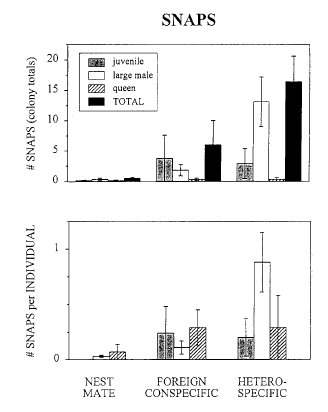 SNAPS
# SNAPS (colony totals)
20
15
10
5
0
juvenile
large male
queen
TOTAL
# SNAPS per INDIVIDUAL
1
0
NEST
MATE
FOREIGN
CONSPECIFIC
HETERO-
SPECIFIC